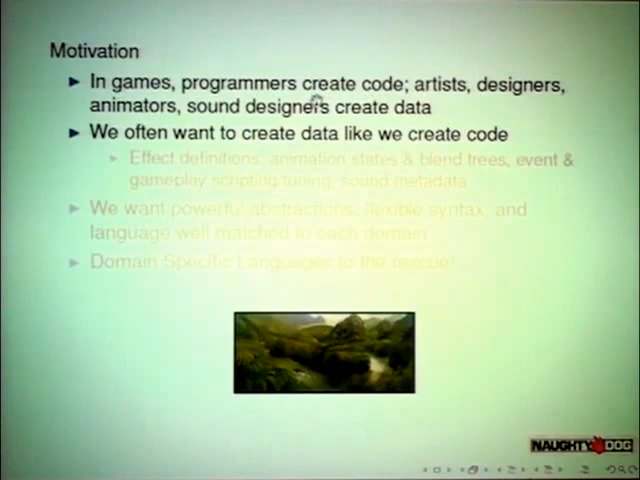 Motivation
In games, programmers create code; artists, designers,
animators, sound designers create data
We often want to create data like we create code
Effect definitions, animation states & blend trees, event &
gameplay scripting/tuning, sound metadata
We want powerful abstractions, flexible syntax, and
language well matched to each domain
Domain Specific Languages to the rescue!
NAUGHTY DOG